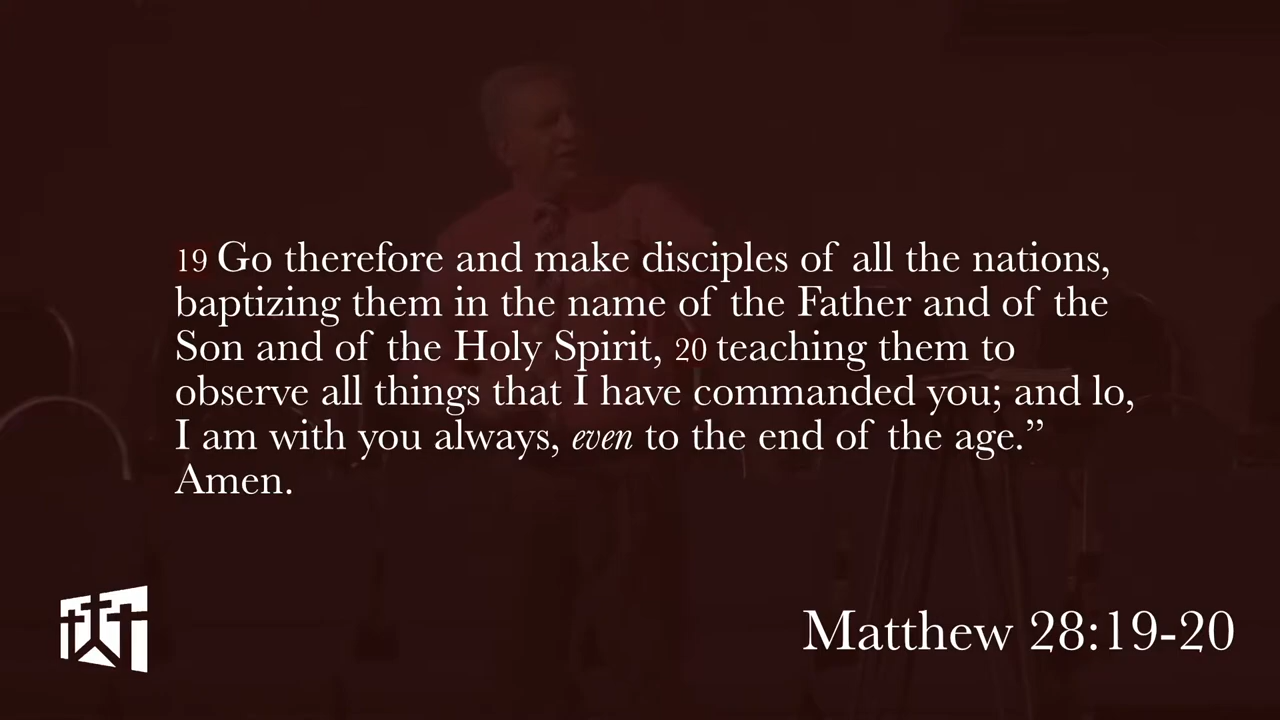 19 Go therefore and make disciples of all the nations,
baptizing them in the name of the Father and of the
Son and of the Holy Spirit, 20 teaching them to
observe all things that I have commanded you; and lo,
I am with you always, even to the end of the age.”
Amen.
Matthew 28:19-20